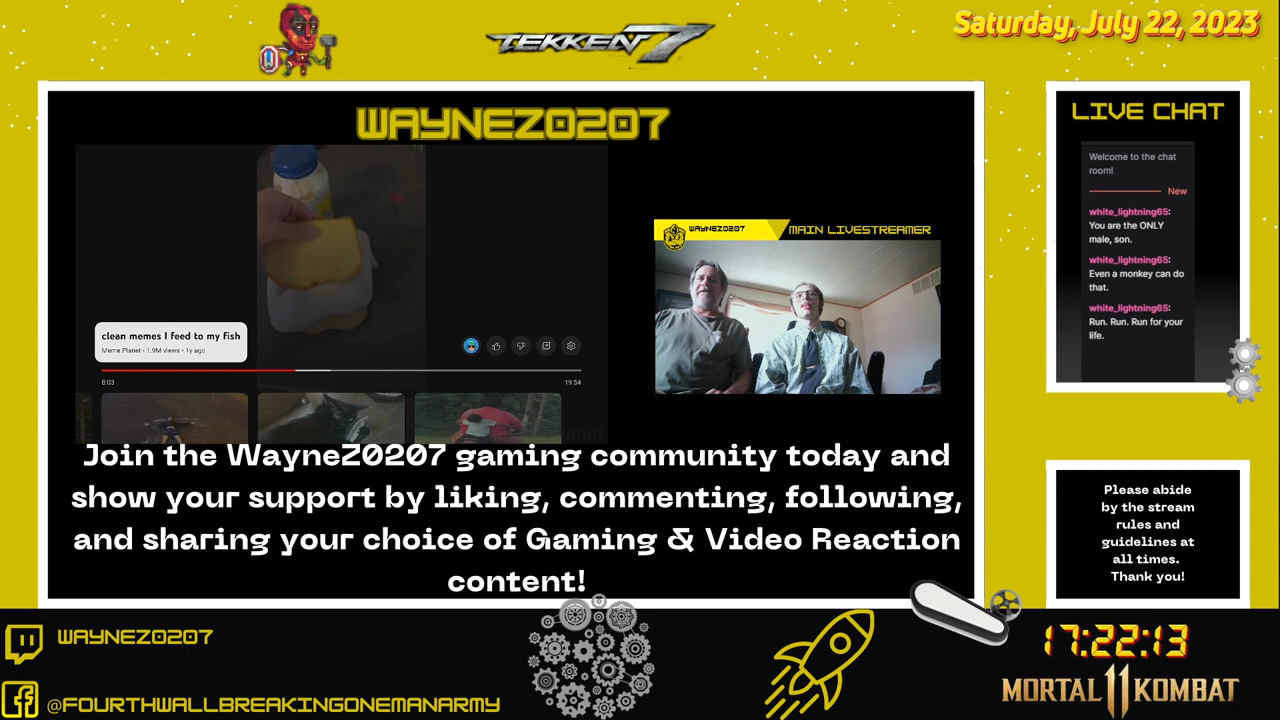 TEKKEN 7
Saturday, July 22, 2023
WAYNEZ0207
clean memes I feed to my fish
Meme Planet • 1.9M views • 1y ago
8:03
19:54
WAYNEZ0207
MAIN LIVESTREAMER
Join the WayneZ0207 gaming community today and
show your support by liking, commenting, following,
and sharing your choice of Gaming & Video Reaction
content!
LIVE CHAT
Welcome to the chat
room!
New
white_lightning65:
You are the ONLY
male, son.
white_lightning65:
Even a monkey can do
that.
white_lightning65:
Run. Run. Run for your
life.
Please abide
by the stream
rules and
guidelines at
all times.
Thank you!
WAYNEZ0207
@FOURTHWALLBREAKINGONEMANARMY
17:22:13
MORTAL 11 KOMBAT